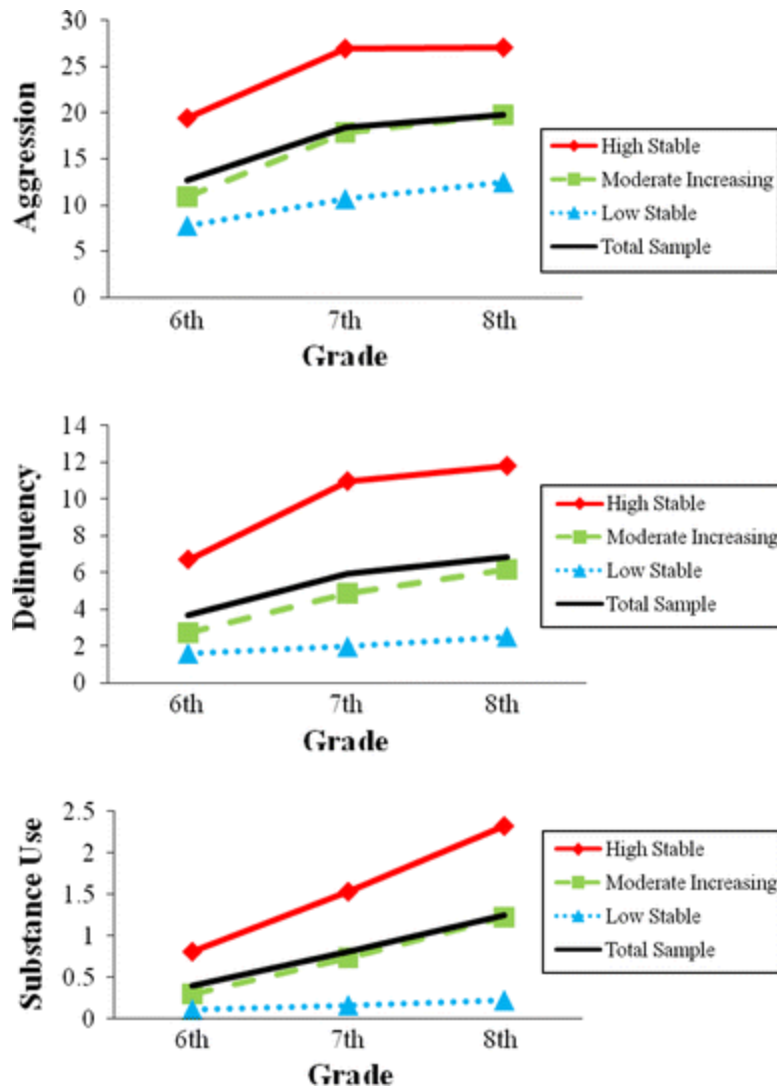 30
25
20
15
10
5
0
Aggression
6th 7th 8th
Grade
High Stable
Moderate Increasing
Low Stable
Total Sample
14
12
10
8
6
4
2
0
Delinquency
6th 7th 8th
Grade
High Stable
Moderate Increasing
Low Stable
Total Sample
2.5
2
1.5
1
0.5
0
Substance Use
6th 7th 8th
Grade
High Stable
Moderate Increasing
Low Stable
Total Sample